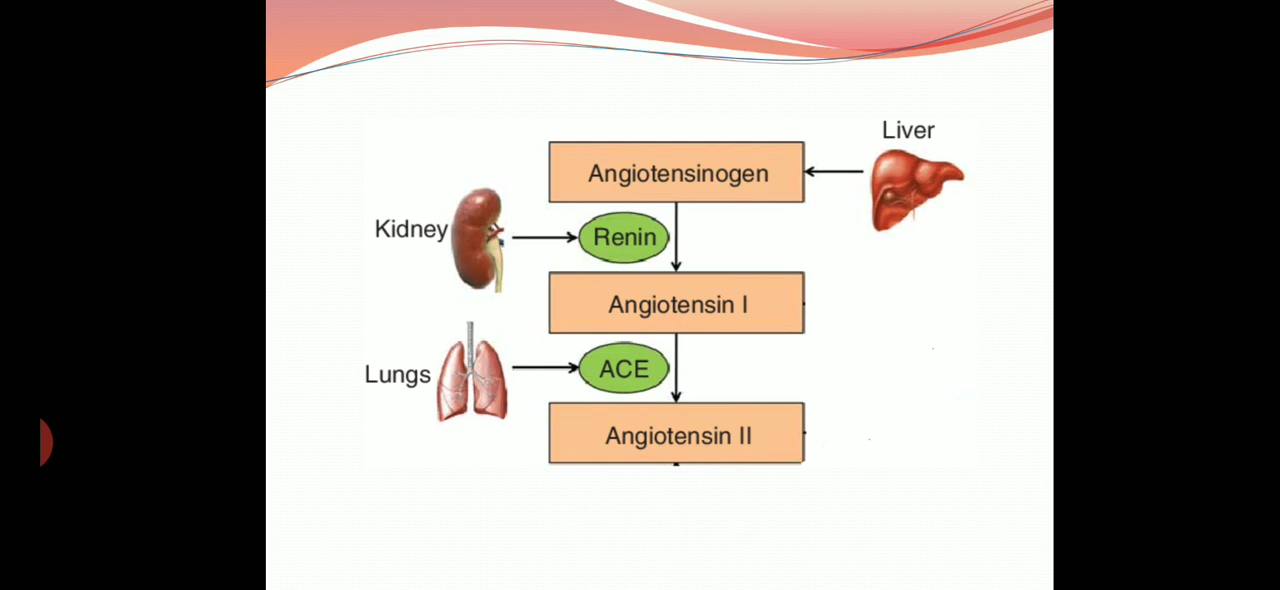 Liver
Angiotensinogen
Kidney
Renin
Angiotensin I
Lungs
ACE
Angiotensin II